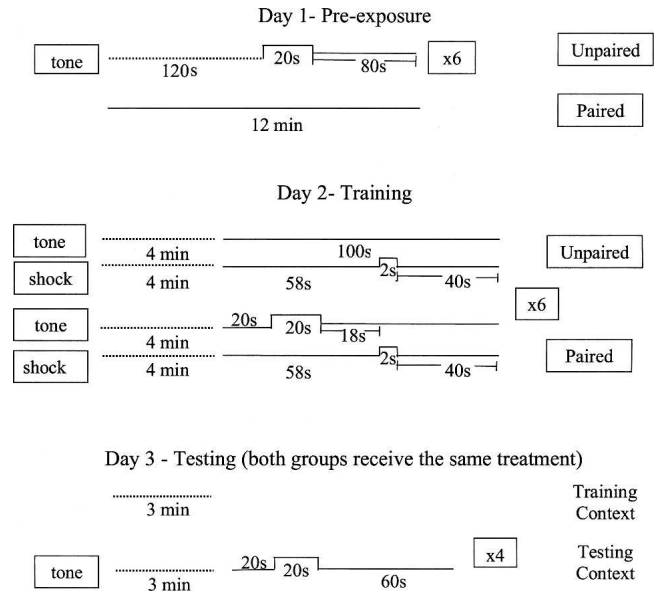 Day 1- Pre-exposure
tone 120s 20s 80s x6 Unpaired
12 min Paired
Day 2- Training
tone 4 min 100s Unpaired
shock 4 min 58s 2s 40s
x6
tone 4 min 20s 20s 18s
shock 4 min 58s 2s 40s Paired
Day 3 - Testing (both groups receive the same treatment)
3 min Training
Context
tone 3 min 20s 20s 60s x4 Testing
Context